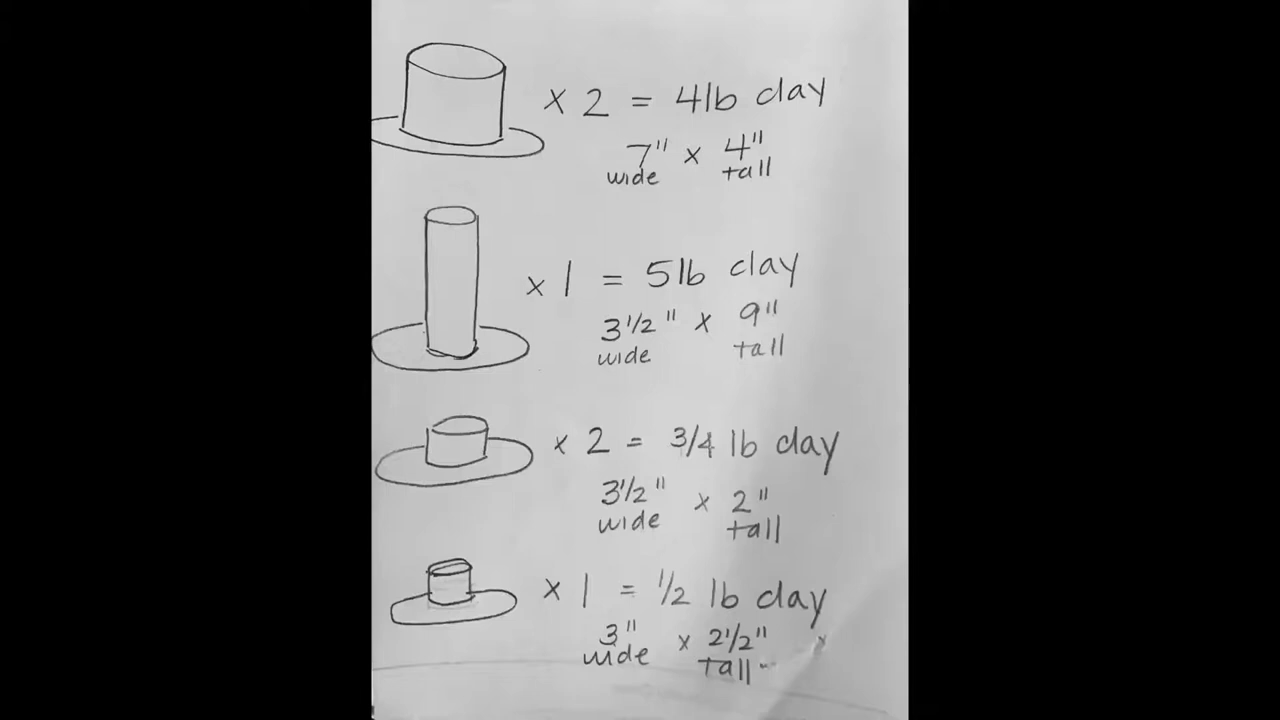 x 2 = 4lb clay
7" x 4"
wide tall
x 1 = 5lb clay
3 1/2" x 9"
wide tall
x 2 = 3/4 lb clay
3 1/2" x 2"
wide tall
x 1 = 1/2 lb clay
3" x 2 1/2"
wide tall